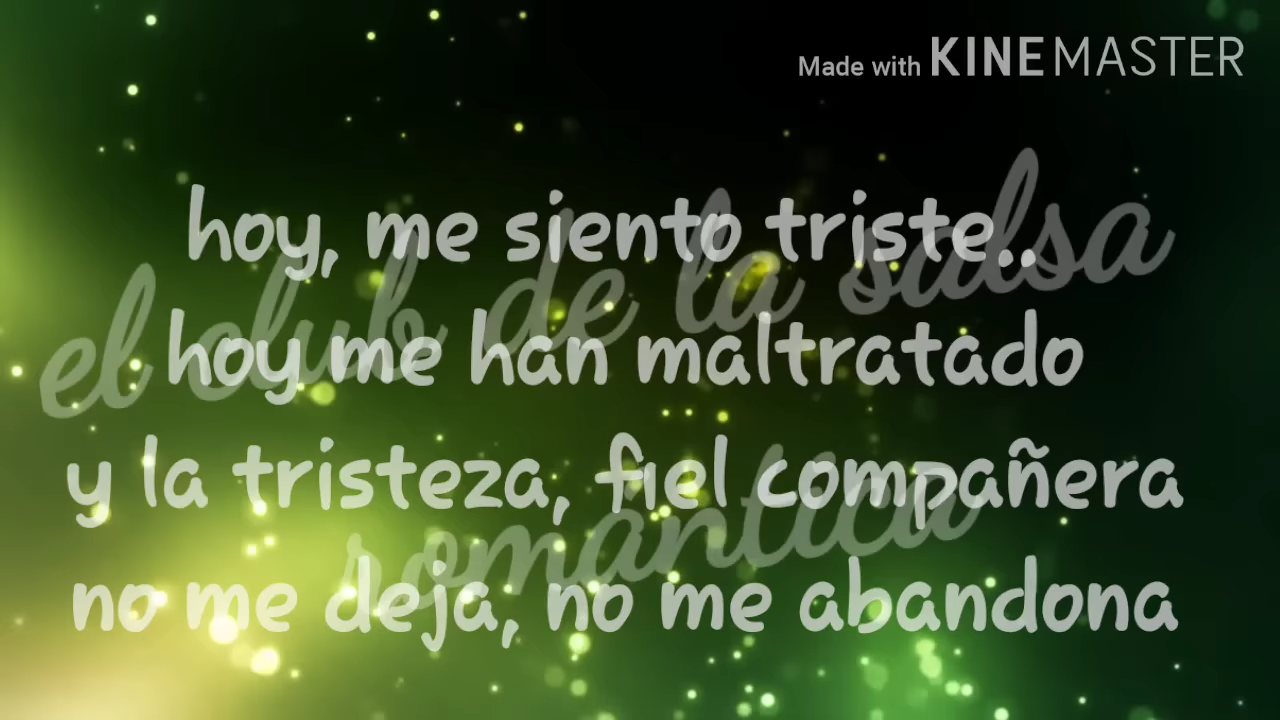 Made with KINEMASTER
hoy, me siento triste..
el club de la salsa
hoy me han maltratado
y la tristeza, fiel compañera
romantica
no me deja, no me abandona